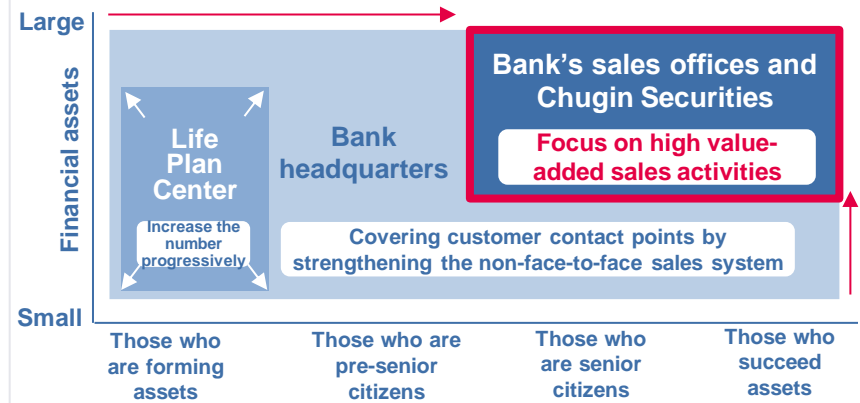 Large
Financial assets
Small
Life
Plan
Center
Increase the
number
progressively
Bank
headquarters
Bank’s sales offices and
Chugin Securities
Focus on high value-
added sales activities
Covering customer contact points by
strengthening the non-face-to-face sales system
Those who
are forming
assets
Those who are
pre-senior
citizens
Those who
are senior
citizens
Those who
succeed
assets